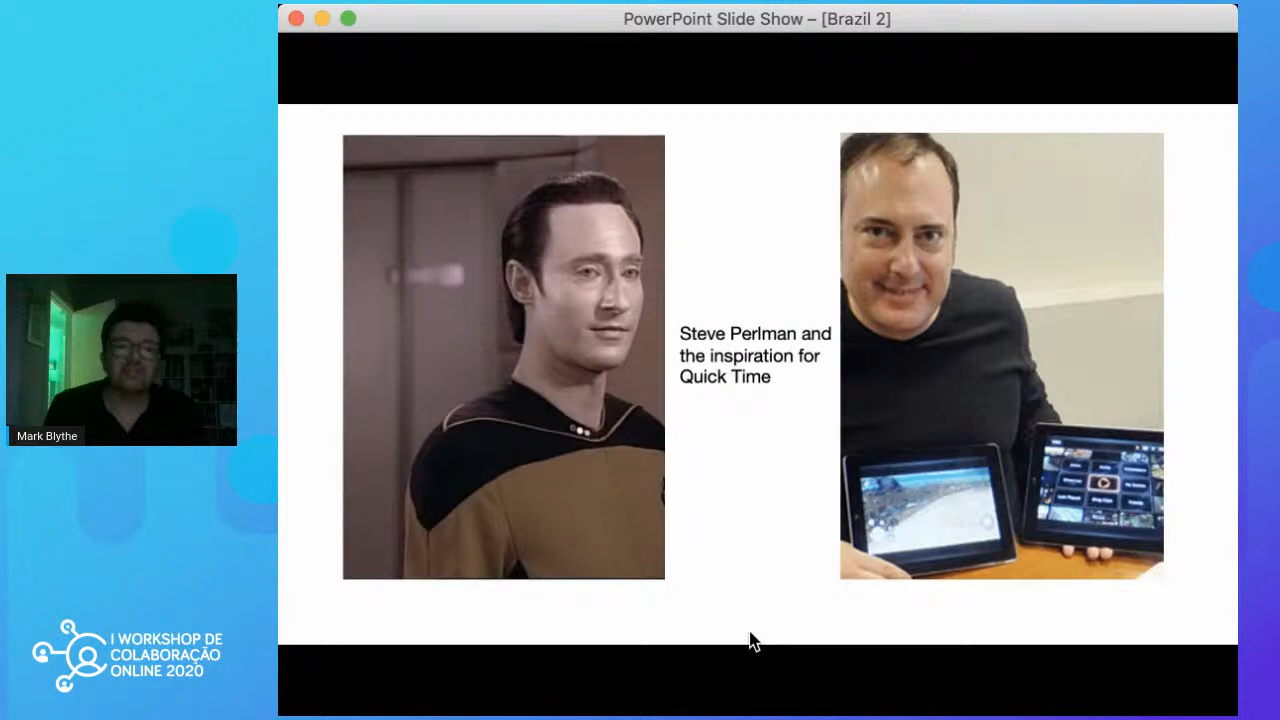 PowerPoint Slide Show – [Brazil 2]
Steve Perlman and
the inspiration for
Quick Time
Mark Blythe
I WORKSHOP DE
COLABORAÇÃO
ONLINE 2020